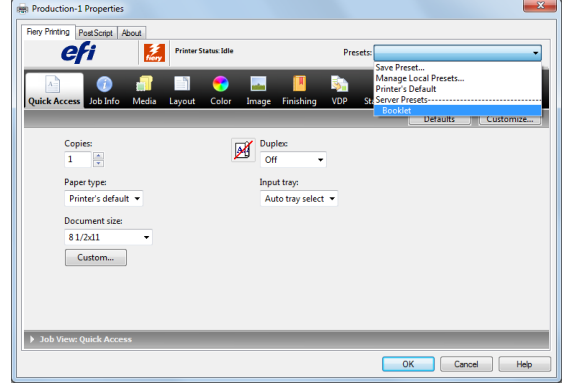 Production-1 Properties
Fiery Printing PostScript About
efi fiery Printer Status: Idle Presets:
Save Preset...
Manage Local Presets...
Printer's Default
Server Presets
Booklet
Quick Access Job Info Media Layout Color Image Finishing VDP
Defaults Customize...
Copies: Duplex:
1 Off
Paper type: Input tray:
Printer's default Auto tray select
Document size:
8 1/2x11
Custom...
Job View: Quick Access
OK Cancel Help